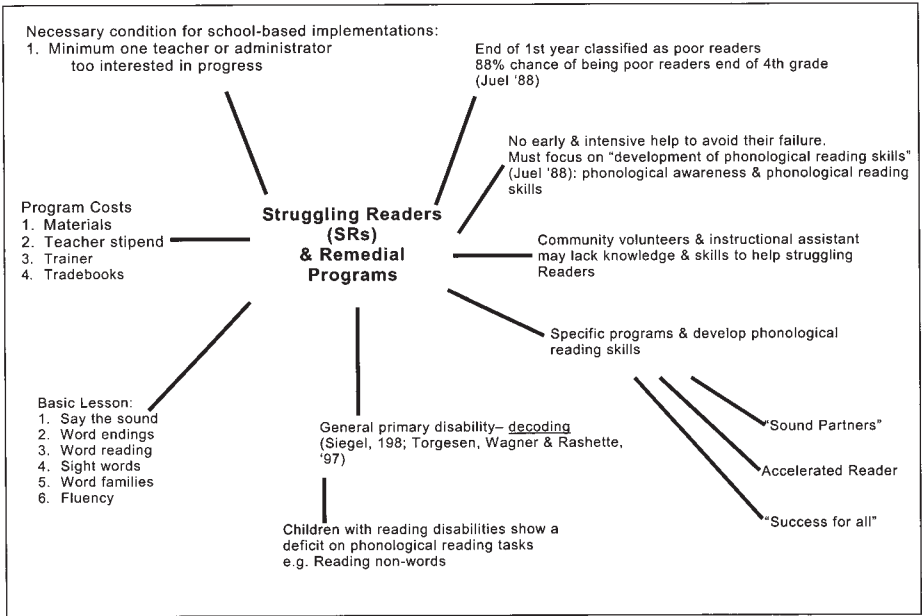 Necessary condition for school-based implementations:
1. Minimum one teacher or administrator
too interested in progress
End of 1st year classified as poor readers
88% chance of being poor readers end of 4th grade
(Juel '88)
No early & intensive help to avoid their failure.
Must focus on "development of phonological reading skills"
(Juel '88): phonological awareness & phonological reading
skills
Program Costs
1. Materials
2. Teacher stipend
3. Trainer
4. Tradebooks
Struggling Readers
(SRs)
& Remedial
Programs
Community volunteers & instructional assistant
may lack knowledge & skills to help struggling
Readers
Specific programs & develop phonological
reading skills
Basic Lesson:
1. Say the sound
2. Word endings
3. Word reading
4. Sight words
5. Word families
6. Fluency
General primary disability– decoding
(Siegel, 198; Torgesen, Wagner & Rashette,
'97)
Children with reading disabilities show a
deficit on phonological reading tasks
e.g. Reading non-words
"Sound Partners"
Accelerated Reader
"Success for all"